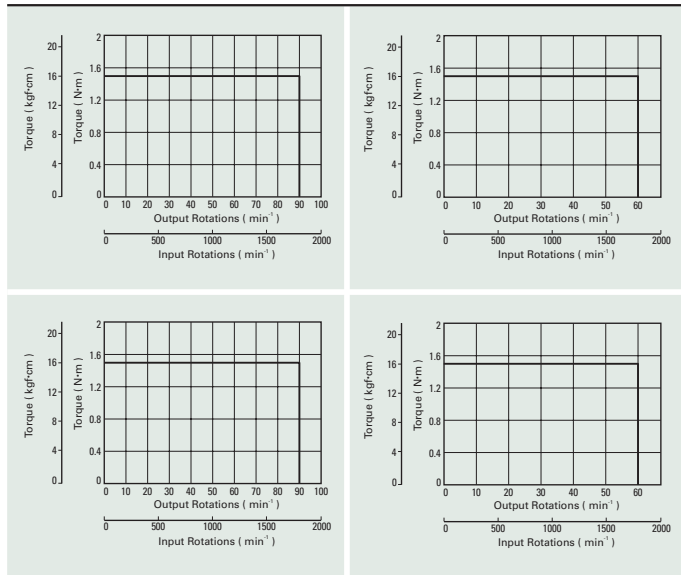 20
16
12
8
4
0
Torque ( kgf·cm )
2
1.6
1.2
0.8
0.4
0
Torque ( N·m )
0 10 20 30 40 50 60 70 80 90 100
Output Rotations ( min⁻¹ )
0 500 1000 1500 2000
Input Rotations ( min⁻¹ )
20
16
12
8
4
0
Torque ( kgf·cm )
2
1.6
1.2
0.8
0.4
0
Torque ( N·m )
0 10 20 30 40 50 60
Output Rotations ( min⁻¹ )
0 500 1000 1500 2000
Input Rotations ( min⁻¹ )
20
16
12
8
4
0
Torque ( kgf·cm )
2
1.6
1.2
0.8
0.4
0
Torque ( N·m )
0 10 20 30 40 50 60 70 80 90 100
Output Rotations ( min⁻¹ )
0 500 1000 1500 2000
Input Rotations ( min⁻¹ )
20
16
12
8
4
0
Torque ( kgf·cm )
2
1.6
1.2
0.8
0.4
0
Torque ( N·m )
0 10 20 30 40 50 60
Output Rotations ( min⁻¹ )
0 500 1000 1500 2000
Input Rotations ( min⁻¹ )